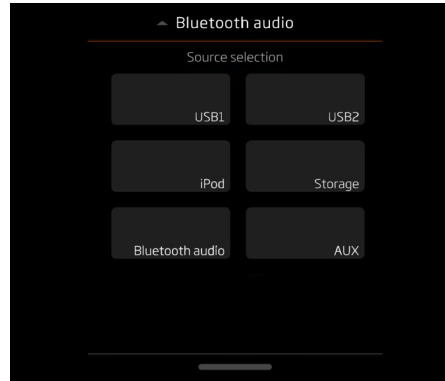 Bluetooth audio
Source selection
USB1
USB2
iPod
Storage
Bluetooth audio
AUX